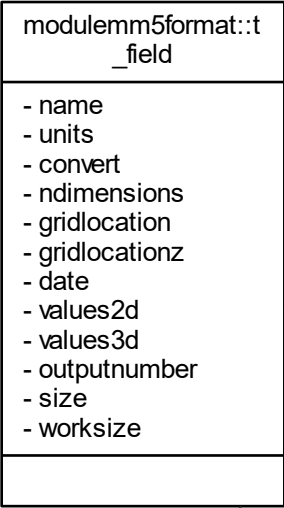 modulemm5format::t
_field
- name
- units
- convert
- ndimensions
- gridlocation
- gridlocationz
- date
- values2d
- values3d
- outputnumber
- size
- worksize